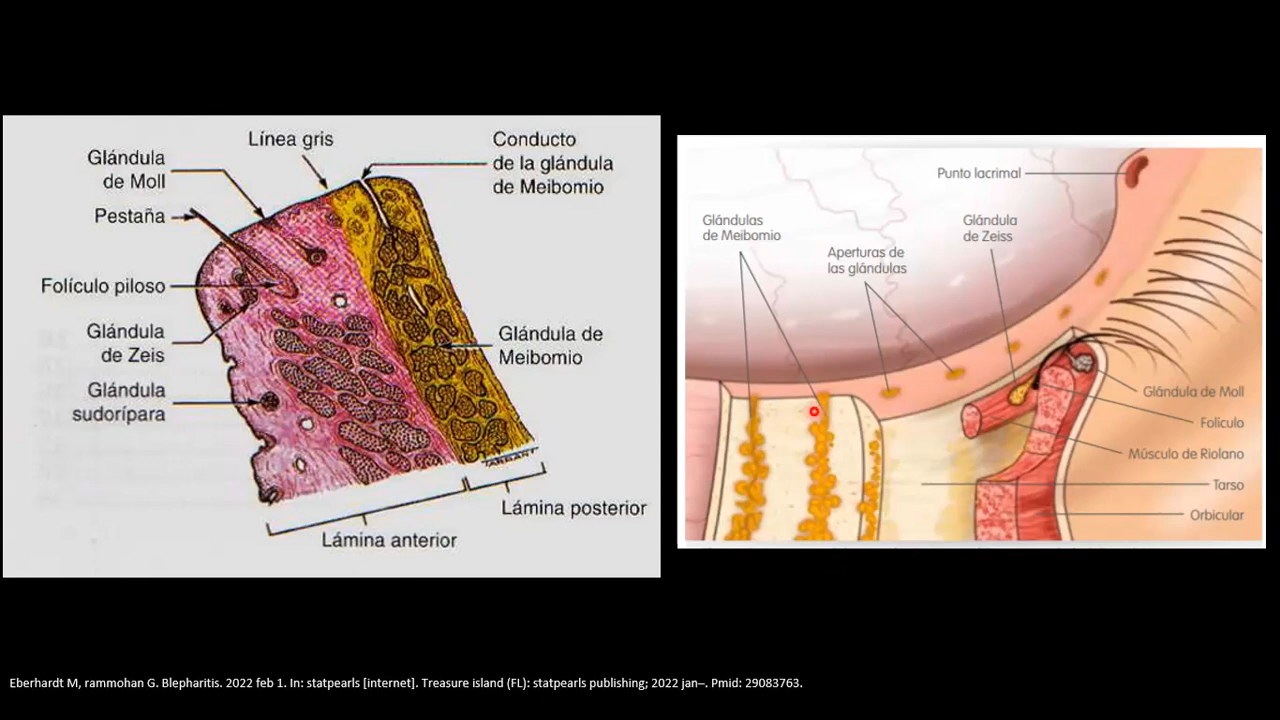 Línea gris
Conducto
de la glándula
de Meibomio
Glándula
de Moll
Pestaña
Folículo piloso
Glándula
de Zeis
Glándula de
Meibomio
Glándula
sudorípara
TARRANT
Lámina posterior
Lámina anterior
Punto lacrimal
Glándulas
de Meibomio
Glándula
de Zeiss
Aperturas de
las glándulas
Glándula de Moll
Folículo
Músculo de Riolano
Tarso
Orbicular
Eberhardt M, rammohan G. Blepharitis. 2022 feb 1. In: statpearls [internet]. Treasure island (FL): statpearls publishing; 2022 jan–. Pmid: 29083763.